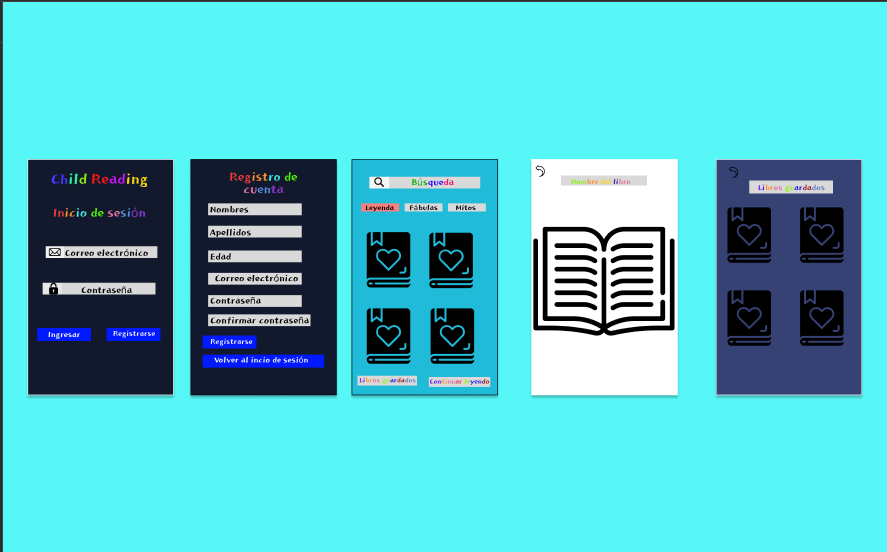 Child Reading
Inicio de sesión
Correo electrónico
Contraseña
Ingresar
Registrarse
Registro de
cuenta
Nombres
Apellidos
Edad
Correo electrónico
Contraseña
Confirmar contraseña
Registrarse
Volver al incio de sesión
Búsqueda
Leyenda
Fábulas
Mitos
Libros guardados
Continuar leyendo
Nombre del libro
Libros guardados